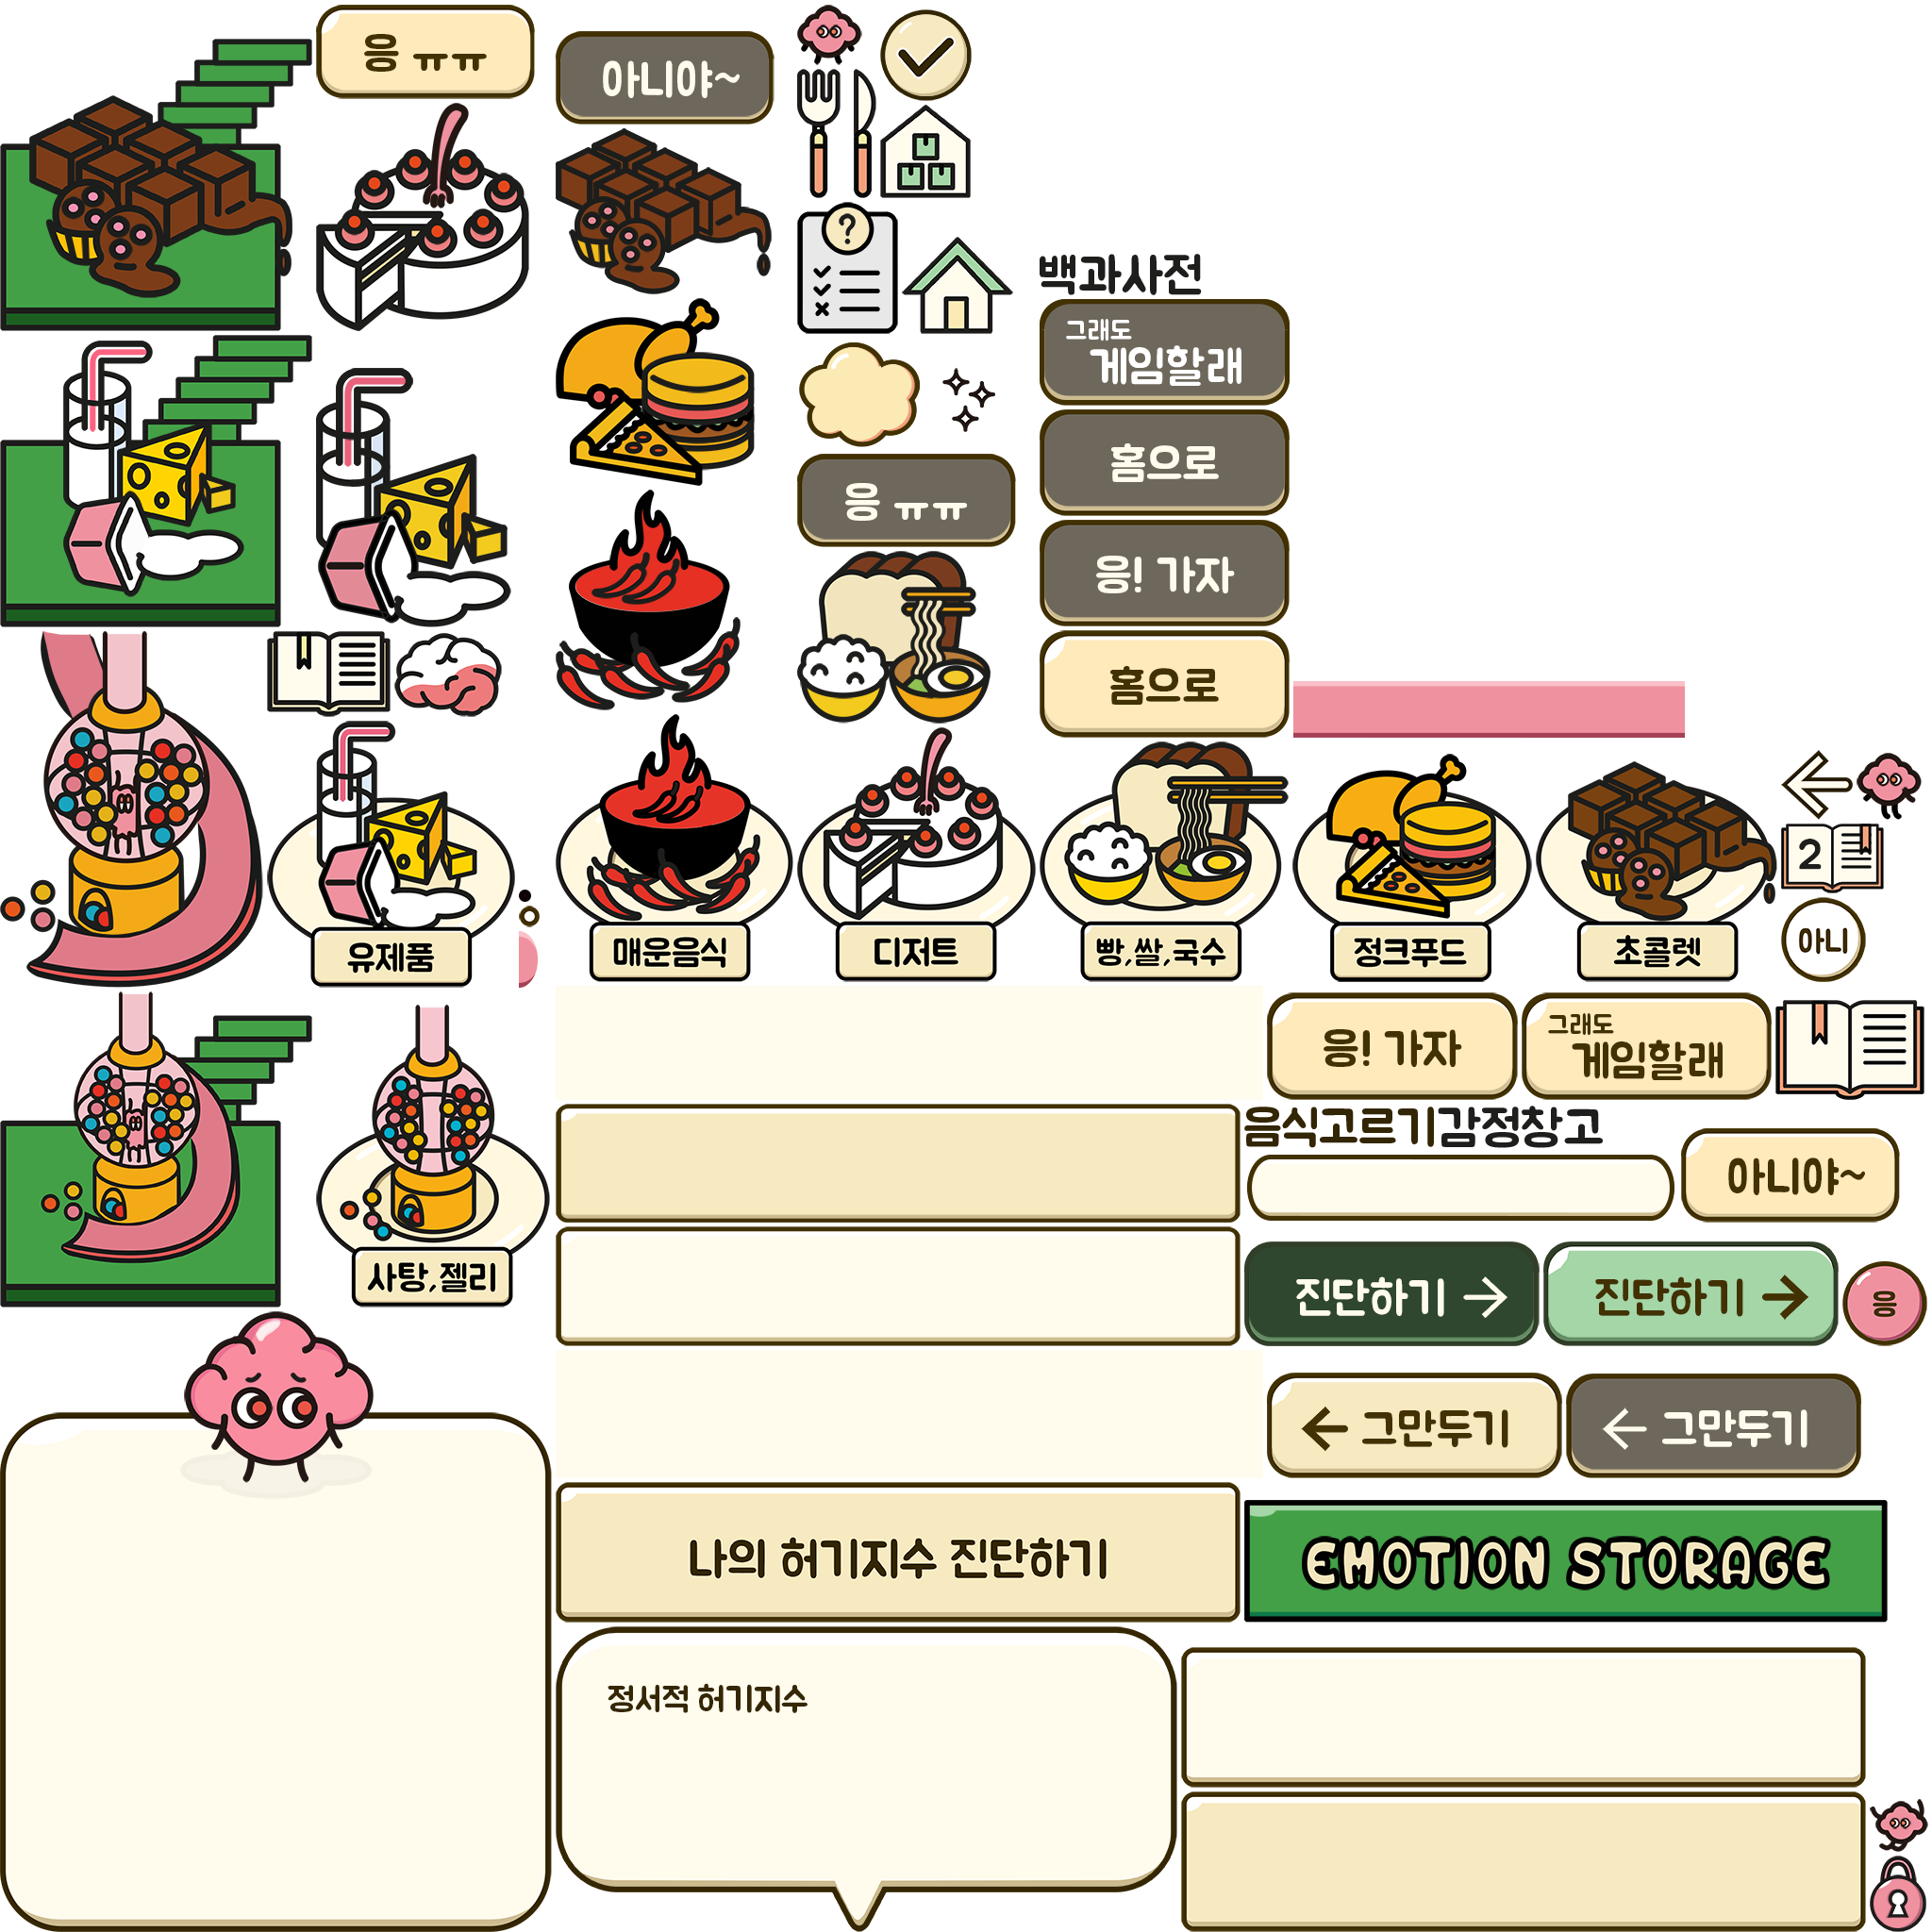 응 ㅠㅠ
아니야~
?
백과사전
그래도
게임할래
홈으로
응 ㅠㅠ
응! 가자
홈으로
2
유제품
매운음식
디저트
빵,쌀,국수
정크푸드
초콜렛
아니
응! 가자
그래도
게임할래
음식고르기
감정창고
아니야~
사탕,젤리
진단하기 →
진단하기 →
응
← 그만두기
← 그만두기
나의 허기지수 진단하기
EMOTION STORAGE
정서적 허기지수